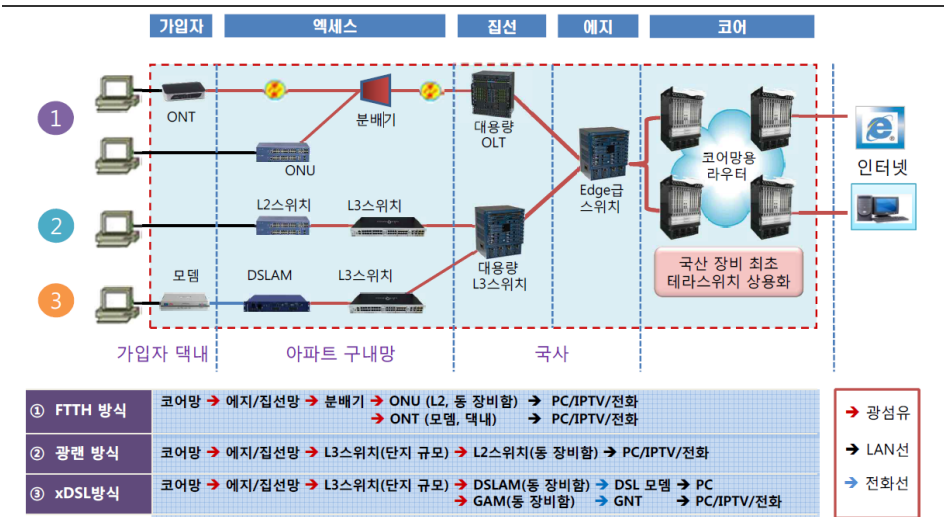 가입자 엑세스 집선 에지 코어
1
ONT
분배기
대용량
OLT
ONU
Edge급
스위치
코어망용
라우터
인터넷
2
L2스위치 L3스위치
대용량
L3스위치
국산 장비 최초
테라스위치 상용화
3
모뎀 DSLAM L3스위치
가입자 댁내 아파트 구내망 국사
① FTTH 방식 코어망 ➔ 에지/집선망 ➔ 분배기 ➔ ONU (L2, 동 장비함) ➔ PC/IPTV/전화
➔ ONT (모뎀, 댁내) ➔ PC/IPTV/전화
② 광랜 방식 코어망 ➔ 에지/집선망 ➔ L3스위치(단지 규모) ➔ L2스위치(동 장비함) ➔ PC/IPTV/전화
③ xDSL방식 코어망 ➔ 에지/집선망 ➔ L3스위치(단지 규모) ➔ DSLAM(동 장비함) ➔ DSL 모뎀 ➔ PC
➔ GAM(동 장비함) ➔ GNT ➔ PC/IPTV/전화
➔ 광섬유
➔ LAN선
➔ 전화선